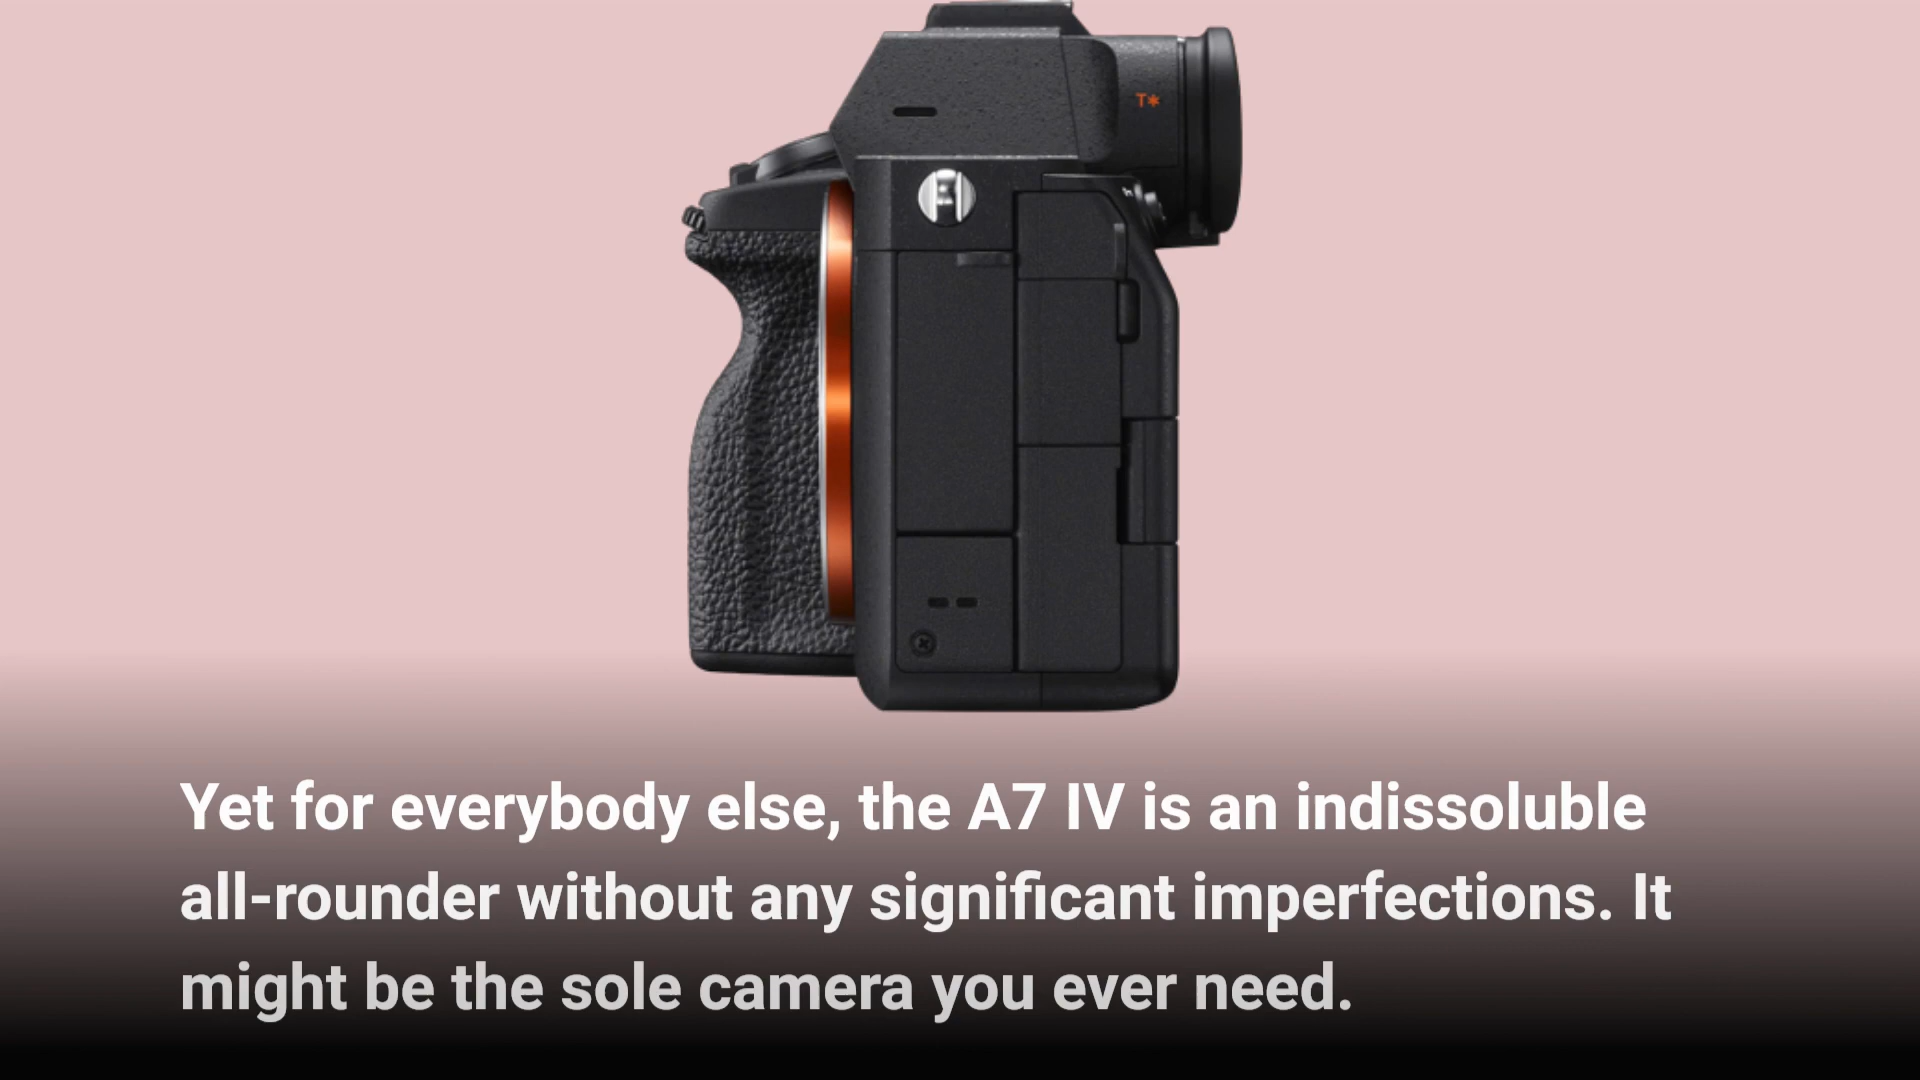 T*
Yet for everybody else, the A7 IV is an indissoluble
all-rounder without any significant imperfections. It
might be the sole camera you ever need.